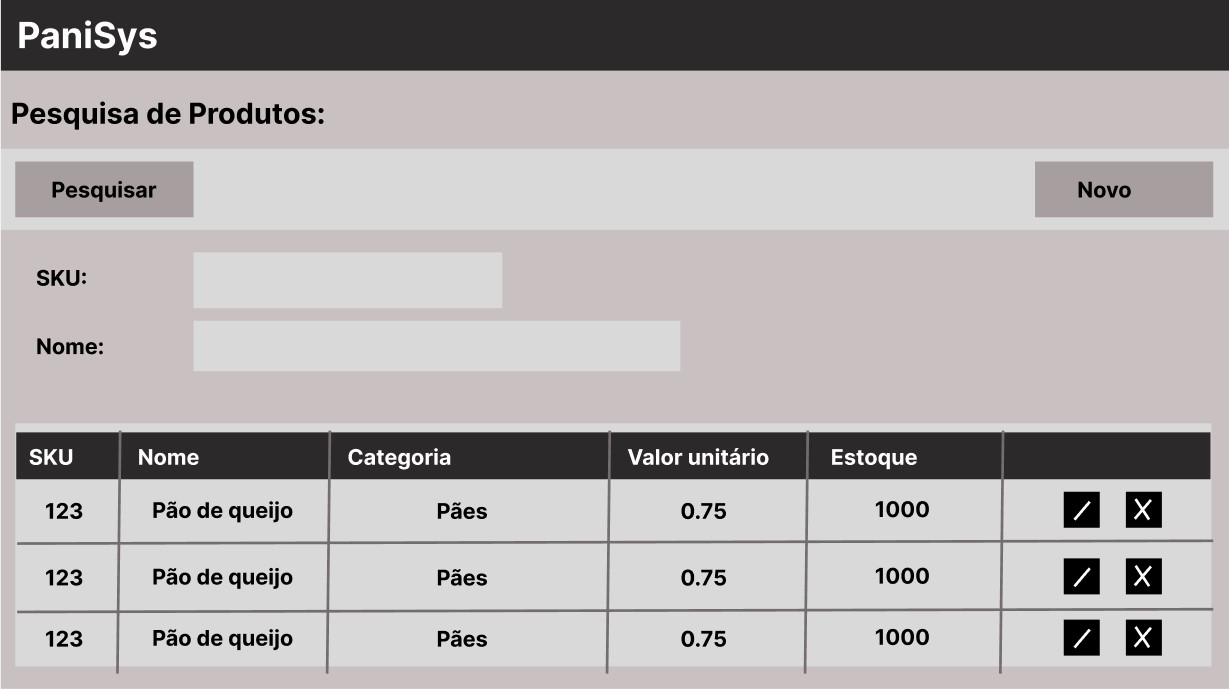 PaniSys
Pesquisa de Produtos:
Pesquisar Novo
SKU:
Nome:
SKU Nome Categoria Valor unitário Estoque
123 Pão de queijo Pães 0.75 1000 / X
123 Pão de queijo Pães 0.75 1000 / X
123 Pão de queijo Pães 0.75 1000 / X